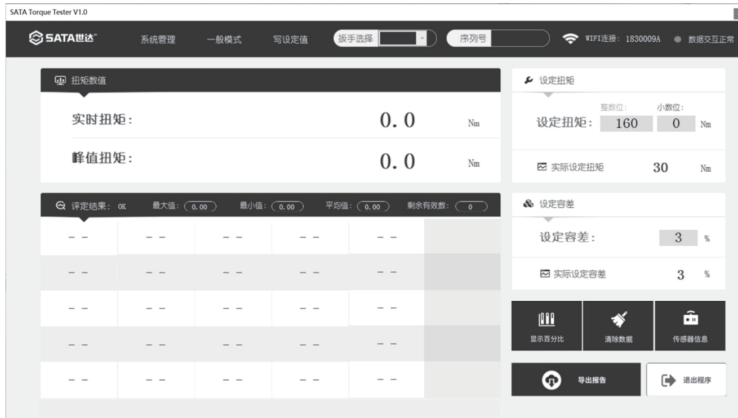 SATA Torque Tester V1.0
SATA世达 系统管理 一般模式 写设定值 扳手选择 序列号 WIFI连接: 1830009A 数据交互正常
扭矩数值
实时扭矩: 0.0 Nm
峰值扭矩: 0.0 Nm
评定结果: OK 最大值: 0.00 最小值: 0.00 平均值: 0.00 剩余有效数: 0
-- -- -- -- --
-- -- -- -- --
-- -- -- -- --
-- -- -- -- --
-- -- -- -- --
设定扭矩
整数位: 小数位:
设定扭矩: 160 0 Nm
实际设定扭矩 30 Nm
设定容差
设定容差: 3 %
实际设定容差 3 %
显示百分比 清除数据 传感器信息
导出报告 退出程序